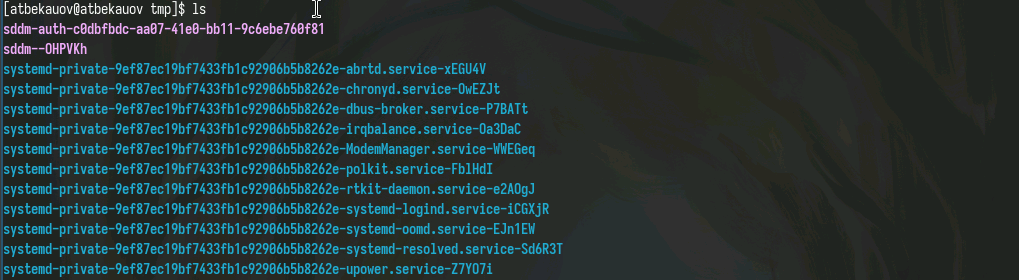 [atbekauov@atbekauov tmp]$ ls
sddm-auth-c0dbfbdc-aa07-41e0-bb11-9c6ebe760f81
sddm--OHPVKh
systemd-private-9ef87ec19bf7433fb1c92906b5b8262e-abrtd.service-xEGU4V
systemd-private-9ef87ec19bf7433fb1c92906b5b8262e-chronyd.service-OwEZJt
systemd-private-9ef87ec19bf7433fb1c92906b5b8262e-dbus-broker.service-P7BATt
systemd-private-9ef87ec19bf7433fb1c92906b5b8262e-irqbalance.service-Oa3DaC
systemd-private-9ef87ec19bf7433fb1c92906b5b8262e-ModemManager.service-WWEGeq
systemd-private-9ef87ec19bf7433fb1c92906b5b8262e-polkit.service-FblHdI
systemd-private-9ef87ec19bf7433fb1c92906b5b8262e-rtkit-daemon.service-e2AOgJ
systemd-private-9ef87ec19bf7433fb1c92906b5b8262e-systemd-logind.service-iCGXjR
systemd-private-9ef87ec19bf7433fb1c92906b5b8262e-systemd-oomd.service-EJn1EW
systemd-private-9ef87ec19bf7433fb1c92906b5b8262e-systemd-resolved.service-Sd6R3T
systemd-private-9ef87ec19bf7433fb1c92906b5b8262e-upower.service-Z7YO7i